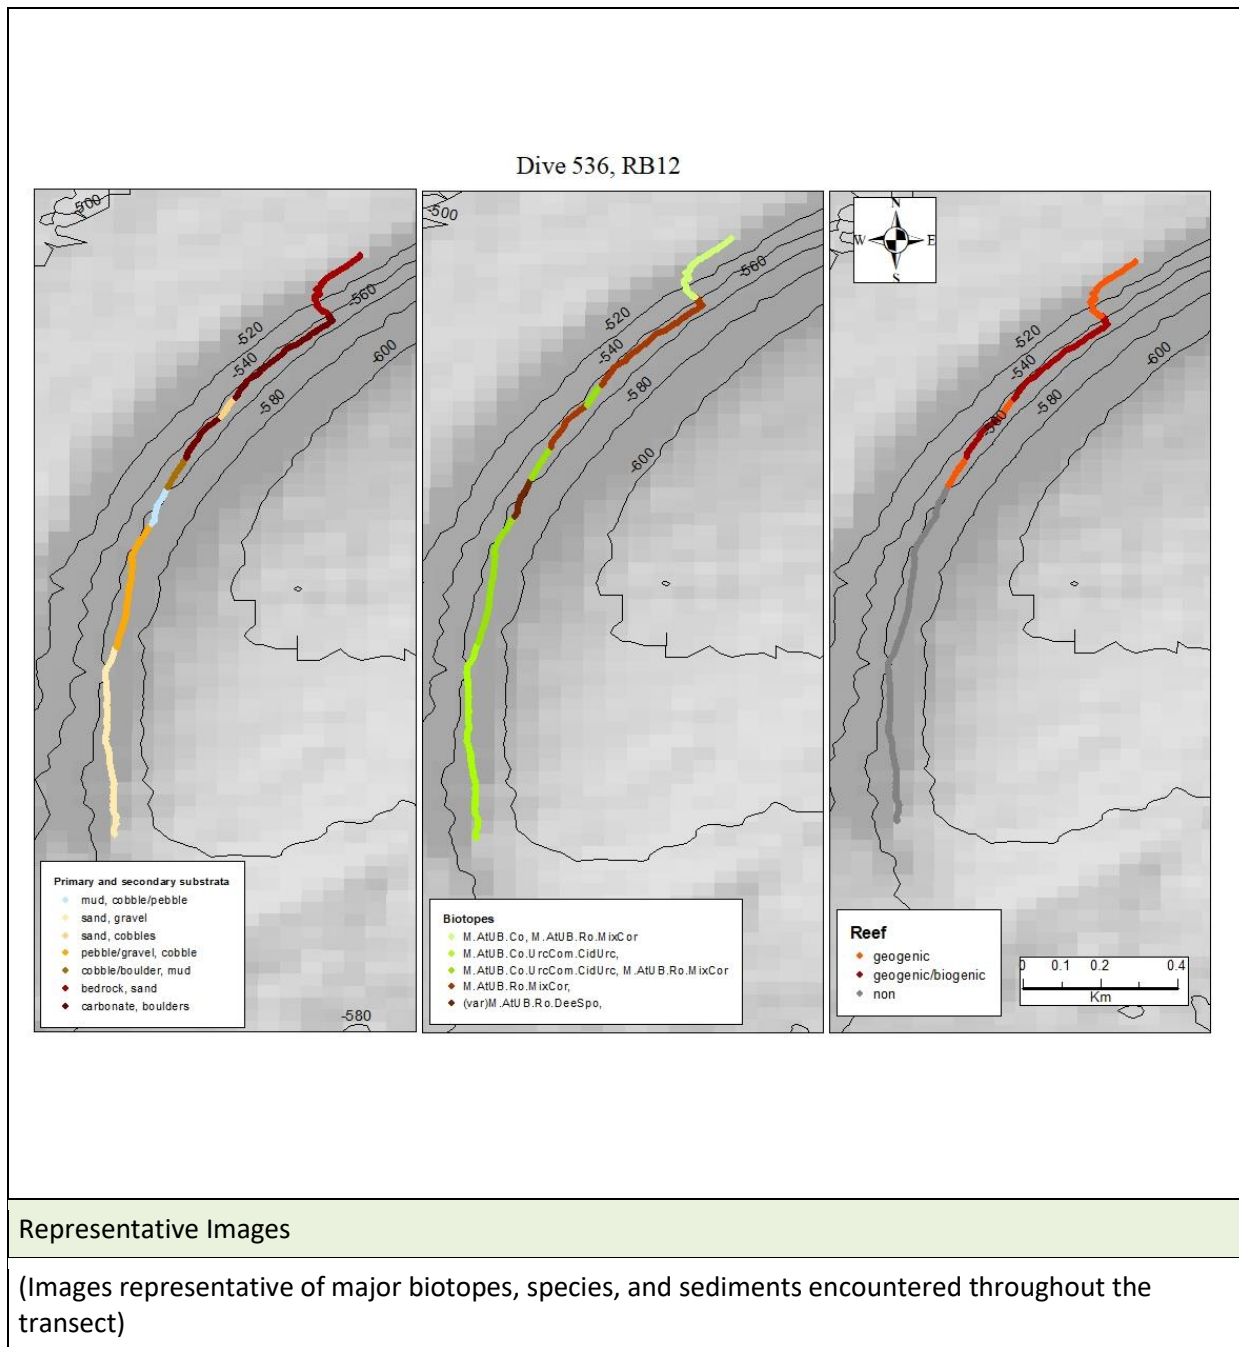 Dive 536, RB12
-500
-560
-520
-540
-580
-600
Primary and secondary substrata
mud, cobble/pebble
sand, gravel
sand, cobbles
pebble/gravel, cobble
cobble/boulder, mud
bedrock, sand
carbonate, boulders
-580
-500
-560
-520
-540
-580
-600
Biotopes
M.AtUB.Co, M.AtUB.Ro.MixCor
M.AtUB.Co.UrcCom.CidUrc,
M.AtUB.Co.UrcCom.CidUrc, M.AtUB.Ro.MixCor
M.AtUB.Ro.MixCor,
(var)M.AtUB.Ro.DeeSpo,
N
W E
S
-520
-600
-540
-580
-560
Reef
geogenic
geogenic/biogenic
non
0 0.1 0.2 0.4
Km
Representative Images
(Images representative of major biotopes, species, and sediments encountered throughout the
transect)